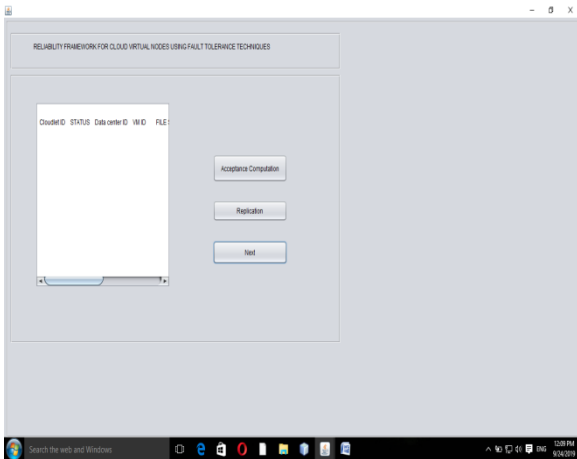 RELIABILITY FRAMEWORK FOR CLOUD VIRTUAL NODES USING FAULT TOLERANCE TECHNIQUES
Cloudlet ID STATUS Data center ID VM ID FILE
Acceptance Computation
Replication
Next
Search the web and Windows
ENG
12:09 PM
9/24/2019